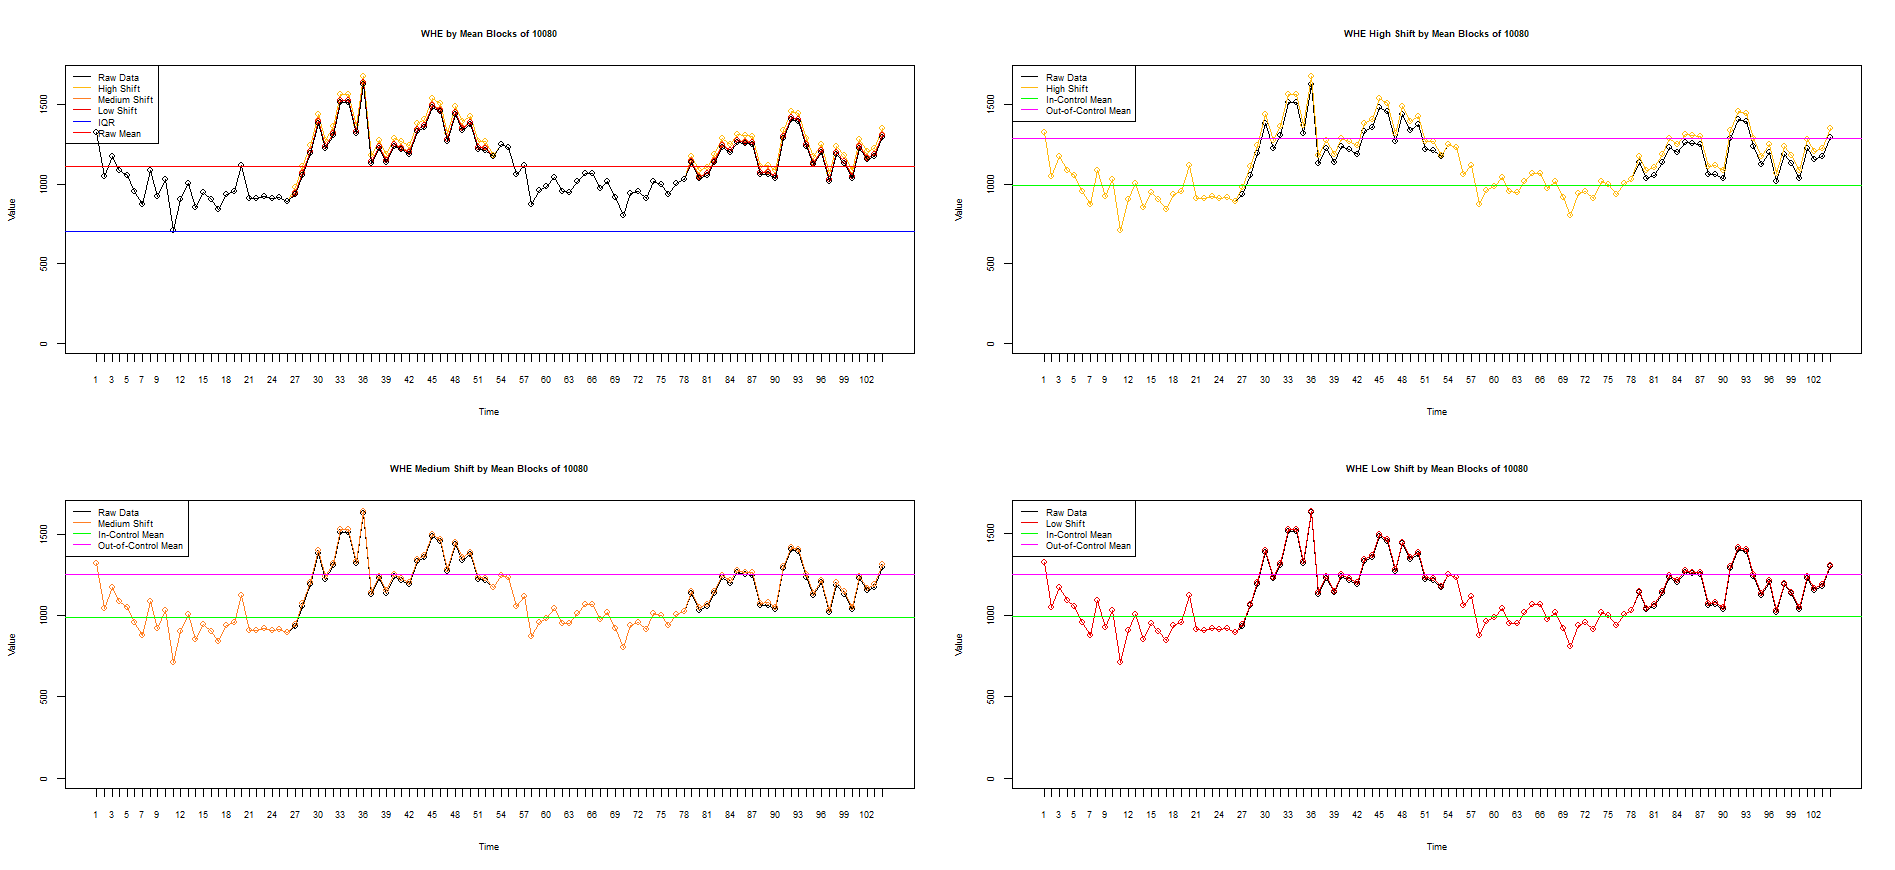 WHE by Mean Blocks of 10080
Raw Data
High Shift
Medium Shift
Low Shift
IQR
Raw Mean
Value
0 500 1000 1500
1 3 5 7 9 12 15 18 21 24 27 30 33 36 39 42 45 48 51 54 57 60 63 66 69 72 75 78 81 84 87 90 93 96 99 102
Time
WHE High Shift by Mean Blocks of 10080
Raw Data
High Shift
In-Control Mean
Out-of-Control Mean
Value
0 500 1000 1500
1 3 5 7 9 12 15 18 21 24 27 30 33 36 39 42 45 48 51 54 57 60 63 66 69 72 75 78 81 84 87 90 93 96 99 102
Time
WHE Medium Shift by Mean Blocks of 10080
Raw Data
Medium Shift
In-Control Mean
Out-of-Control Mean
Value
0 500 1000 1500
1 3 5 7 9 12 15 18 21 24 27 30 33 36 39 42 45 48 51 54 57 60 63 66 69 72 75 78 81 84 87 90 93 96 99 102
Time
WHE Low Shift by Mean Blocks of 10080
Raw Data
Low Shift
In-Control Mean
Out-of-Control Mean
Value
0 500 1000 1500
1 3 5 7 9 12 15 18 21 24 27 30 33 36 39 42 45 48 51 54 57 60 63 66 69 72 75 78 81 84 87 90 93 96 99 102
Time